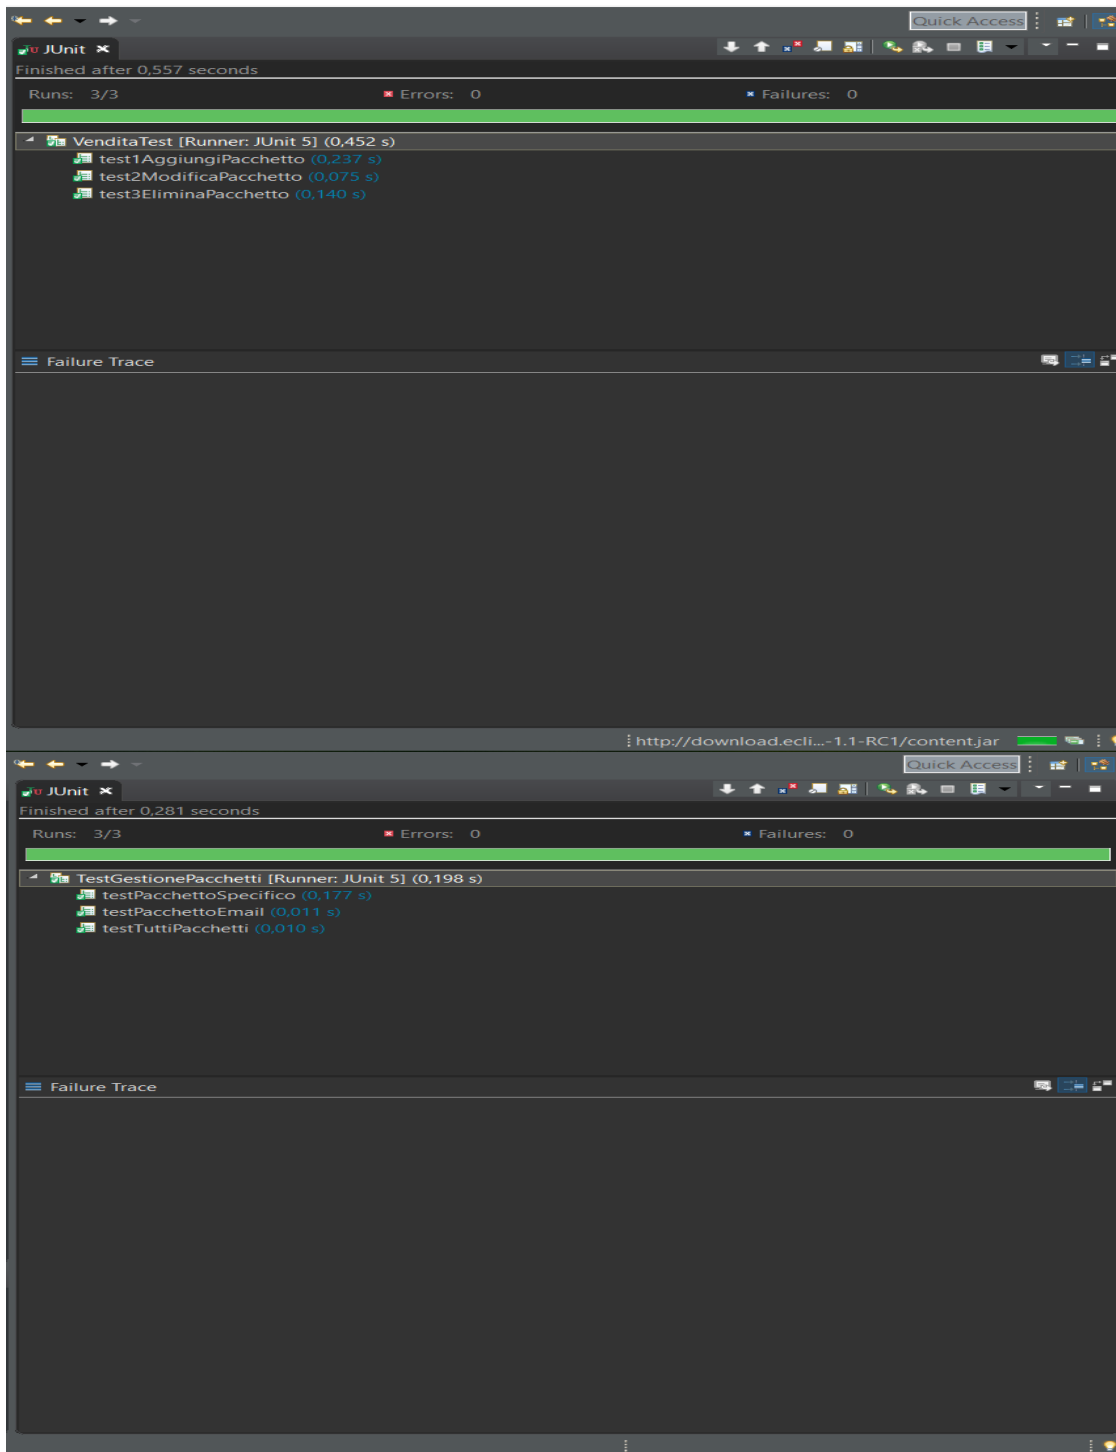 Quick Access
JUnit
Finished after 0,557 seconds
Runs: 3/3 Errors: 0 Failures: 0
VenditaTest [Runner: JUnit 5] (0,452 s)
test1AggiungiPacchetto (0,237 s)
test2ModificaPacchetto (0,075 s)
test3EliminaPacchetto (0,140 s)
Failure Trace
http://download.ecli...-1.1-RC1/content.jar
Quick Access
JUnit
Finished after 0,281 seconds
Runs: 3/3 Errors: 0 Failures: 0
TestGestionePacchetti [Runner: JUnit 5] (0,198 s)
testPacchettoSpecifico (0,177 s)
testPacchettoEmail (0,011 s)
testTuttiPacchetti (0,010 s)
Failure Trace